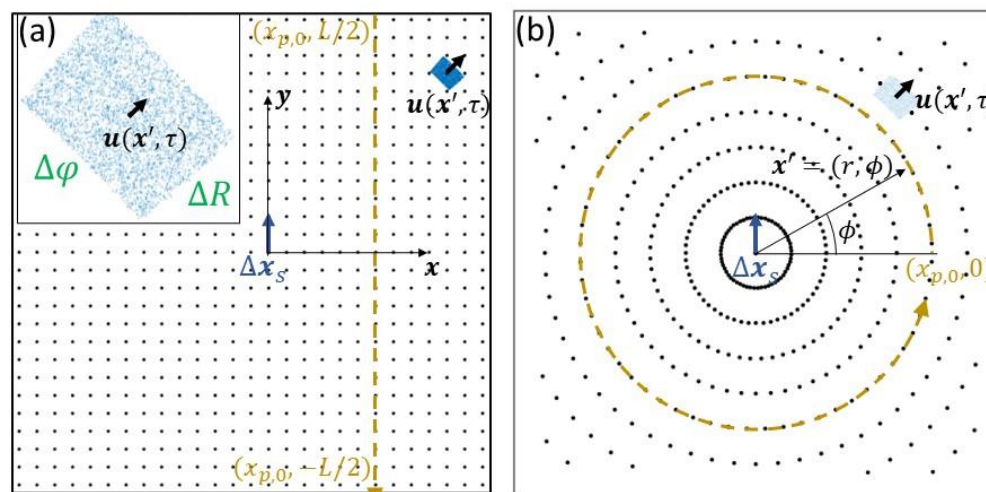 (a)
(x_{p,0}, L/2)
u(x′, τ)
Δφ
ΔR
y
u(x′, τ)
x
Δx_s
(x_{p,0}, −L/2)
(b)
u(x′, τ
x′ = (r, ϕ)
ϕ
Δx_s
(x_{p,0}, 0)